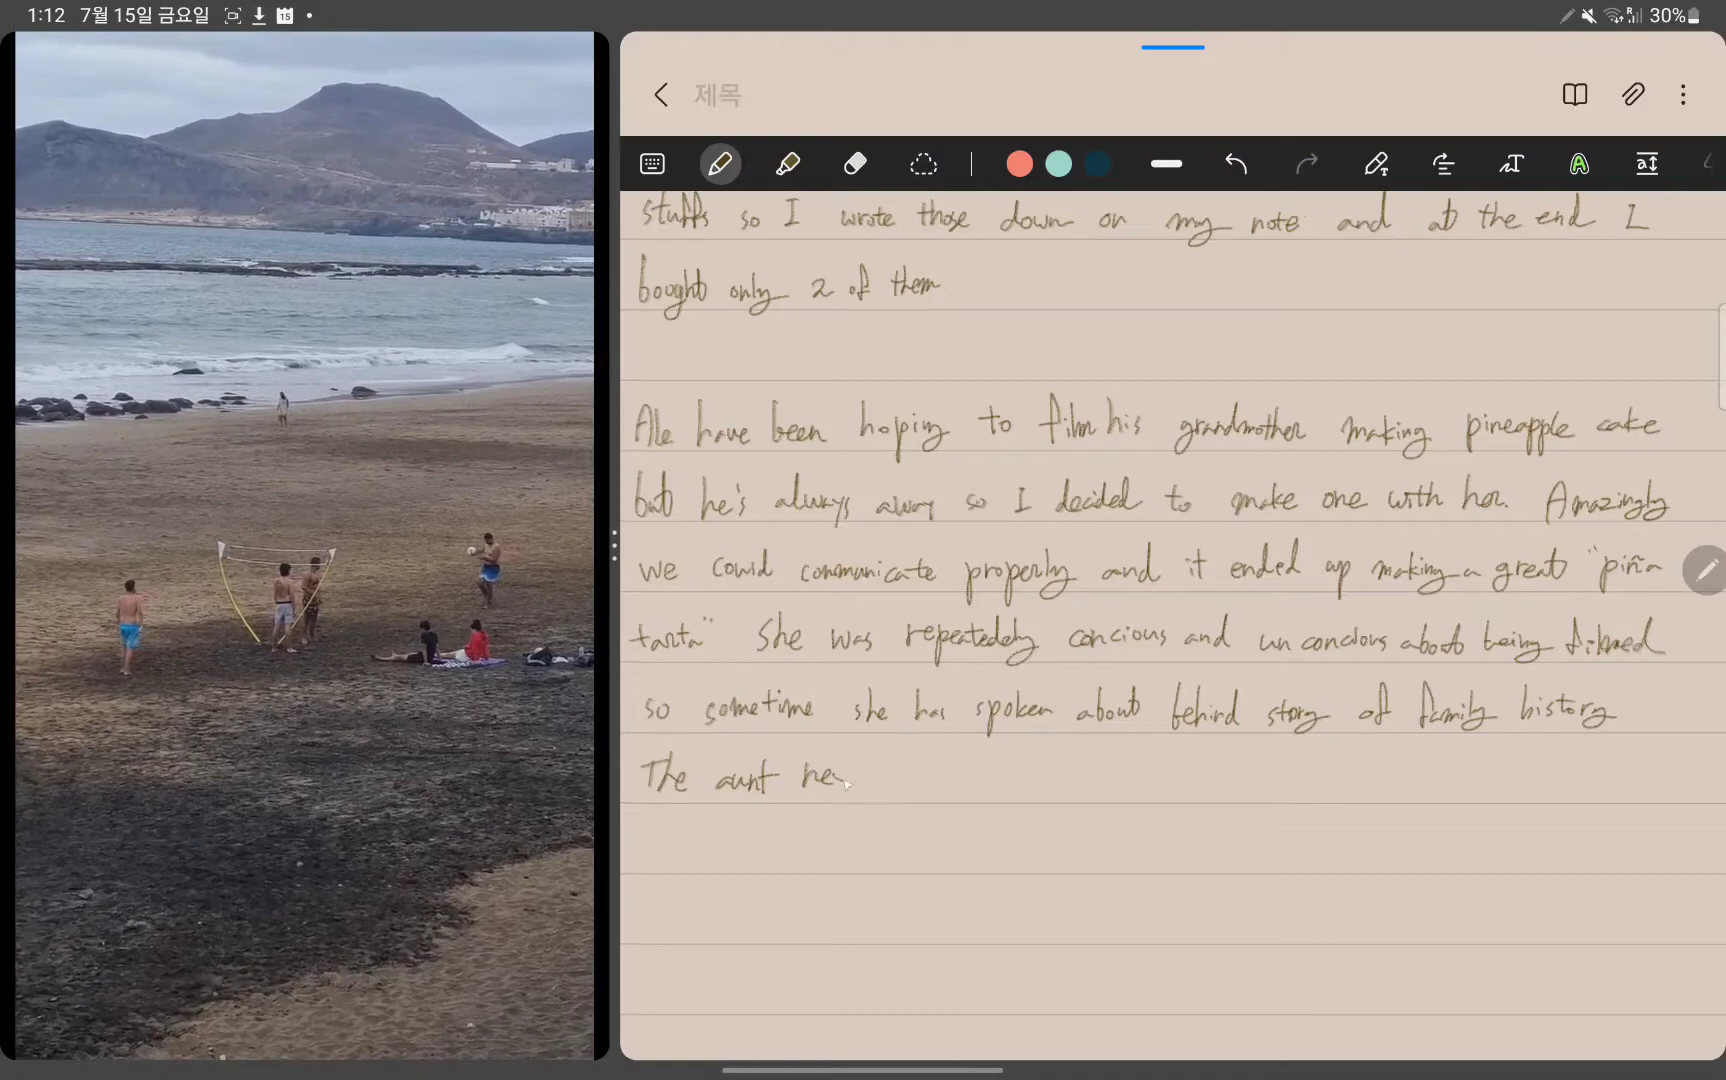 1:12 7월 15일 금요일 15 R 30%
제목
stuffs so I wrote those down on my note and at the end I
bought only 2 of them
Ale have been hoping to film his grandmother making pineapple cake
but he's always away so I decided to make one with her. Amazingly
we could communicate properly and it ended up making a great "piña
tarta" She was repeatedely concious and unconcious about being filmed
so sometime she has spoken about behind story of family history
The aunt ne